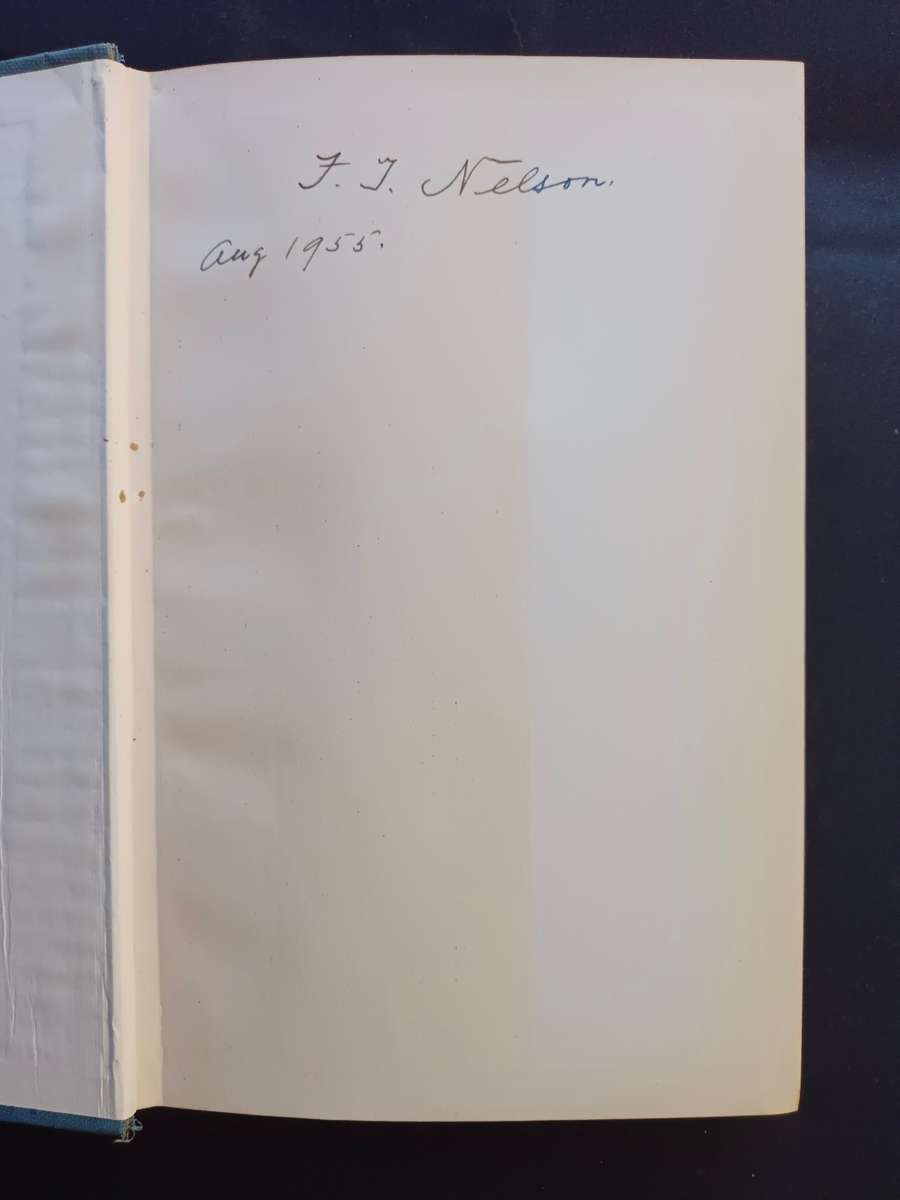 F. T. Nelson.
Aug 1955.